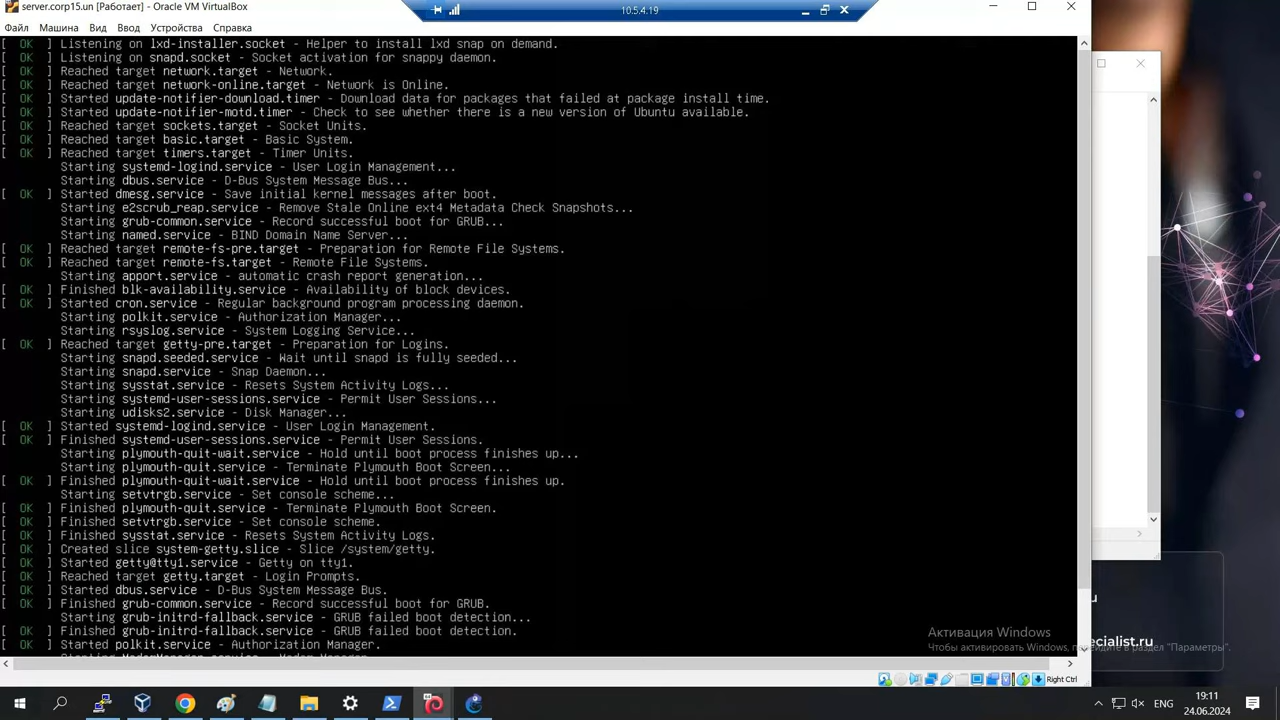 server.corp15.un [Работает] - Oracle VM VirtualBox
10.5.4.19
Файл Машина Вид Ввод Устройства Справка
[ OK ] Listening on lxd-installer.socket - Helper to install lxd snap on demand.
[ OK ] Listening on snapd.socket - Socket activation for snappy daemon.
[ OK ] Reached target network.target - Network.
[ OK ] Reached target network-online.target - Network is Online.
[ OK ] Started update-notifier-download.timer - Download data for packages that failed at package install time.
[ OK ] Started update-notifier-motd.timer - Check to see whether there is a new version of Ubuntu available.
[ OK ] Reached target sockets.target - Socket Units.
[ OK ] Reached target basic.target - Basic System.
[ OK ] Reached target timers.target - Timer Units.
Starting systemd-logind.service - User Login Management...
Starting dbus.service - D-Bus System Message Bus...
[ OK ] Started dmesg.service - Save initial kernel messages after boot.
Starting e2scrub_reap.service - Remove Stale Online ext4 Metadata Check Snapshots...
Starting grub-common.service - Record successful boot for GRUB...
Starting named.service - BIND Domain Name Server...
[ OK ] Reached target remote-fs-pre.target - Preparation for Remote File Systems.
[ OK ] Reached target remote-fs.target - Remote File Systems.
Starting apport.service - automatic crash report generation...
[ OK ] Finished blk-availability.service - Availability of block devices.
[ OK ] Started cron.service - Regular background program processing daemon.
Starting polkit.service - Authorization Manager...
Starting rsyslog.service - System Logging Service...
[ OK ] Reached target getty-pre.target - Preparation for Logins.
Starting snapd.seeded.service - Wait until snapd is fully seeded...
Starting snapd.service - Snap Daemon...
Starting sysstat.service - Resets System Activity Logs...
Starting systemd-user-sessions.service - Permit User Sessions...
Starting udisks2.service - Disk Manager...
[ OK ] Started systemd-logind.service - User Login Management.
[ OK ] Finished systemd-user-sessions.service - Permit User Sessions.
Starting plymouth-quit-wait.service - Hold until boot process finishes up...
Starting plymouth-quit.service - Terminate Plymouth Boot Screen...
[ OK ] Finished plymouth-quit-wait.service - Hold until boot process finishes up.
Starting setvtrgb.service - Set console scheme...
[ OK ] Finished plymouth-quit.service - Terminate Plymouth Boot Screen.
[ OK ] Finished setvtrgb.service - Set console scheme.
[ OK ] Finished sysstat.service - Resets System Activity Logs.
[ OK ] Created slice system-getty.slice - Slice /system/getty.
[ OK ] Started getty@tty1.service - Getty on tty1.
[ OK ] Reached target getty.target - Login Prompts.
[ OK ] Started dbus.service - D-Bus System Message Bus.
[ OK ] Finished grub-common.service - Record successful boot for GRUB.
Starting grub-initrd-fallback.service - GRUB failed boot detection...
[ OK ] Finished grub-initrd-fallback.service - GRUB failed boot detection.
[ OK ] Started polkit.service - Authorization Manager.
u
ecialist.ru
Активация Windows
Чтобы активировать Windows, перейдите в раздел "Параметры".
Right Ctrl
ENG
19:11
24.06.2024